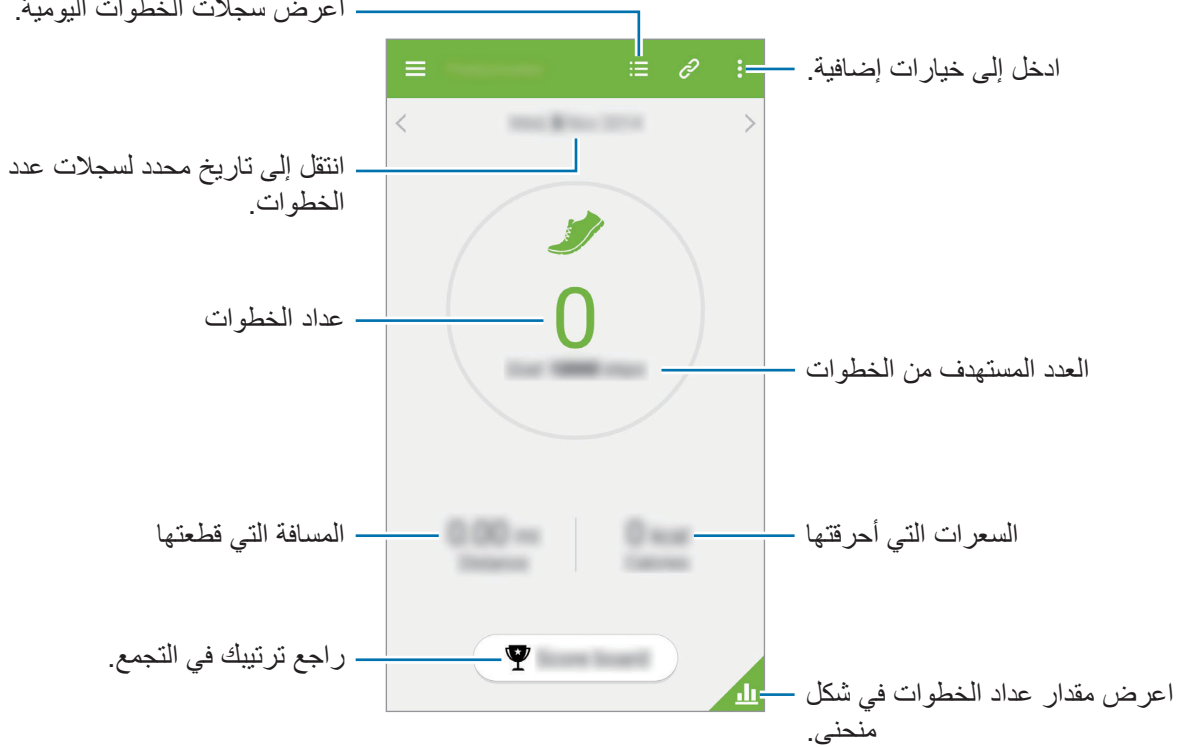 اعرض سجلات الخطوات اليومية.
ادخل إلى خيارات إضافية.
انتقل إلى تاريخ محدد لسجلات عدد
الخطوات.
عداد الخطوات
0
العدد المستهدف من الخطوات
المسافة التي قطعتها
السعرات التي أحرقتها
راجع ترتيبك في التجمع.
اعرض مقدار عداد الخطوات في شكل
منحنى.